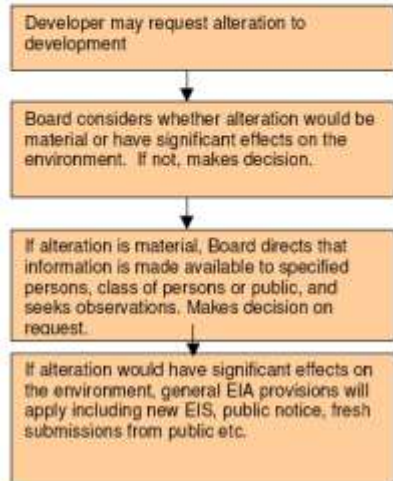 Developer may request alteration to
development
Board considers whether alteration would be
material or have significant effects on the
environment.  If not, makes decision.
If alteration is material, Board directs that
information is made available to specified
persons, class of persons or public, and
seeks observations. Makes decision on
request.
If alteration would have significant effects on
the environment, general EIA provisions will
apply including new EIS, public notice, fresh
submissions from public etc.